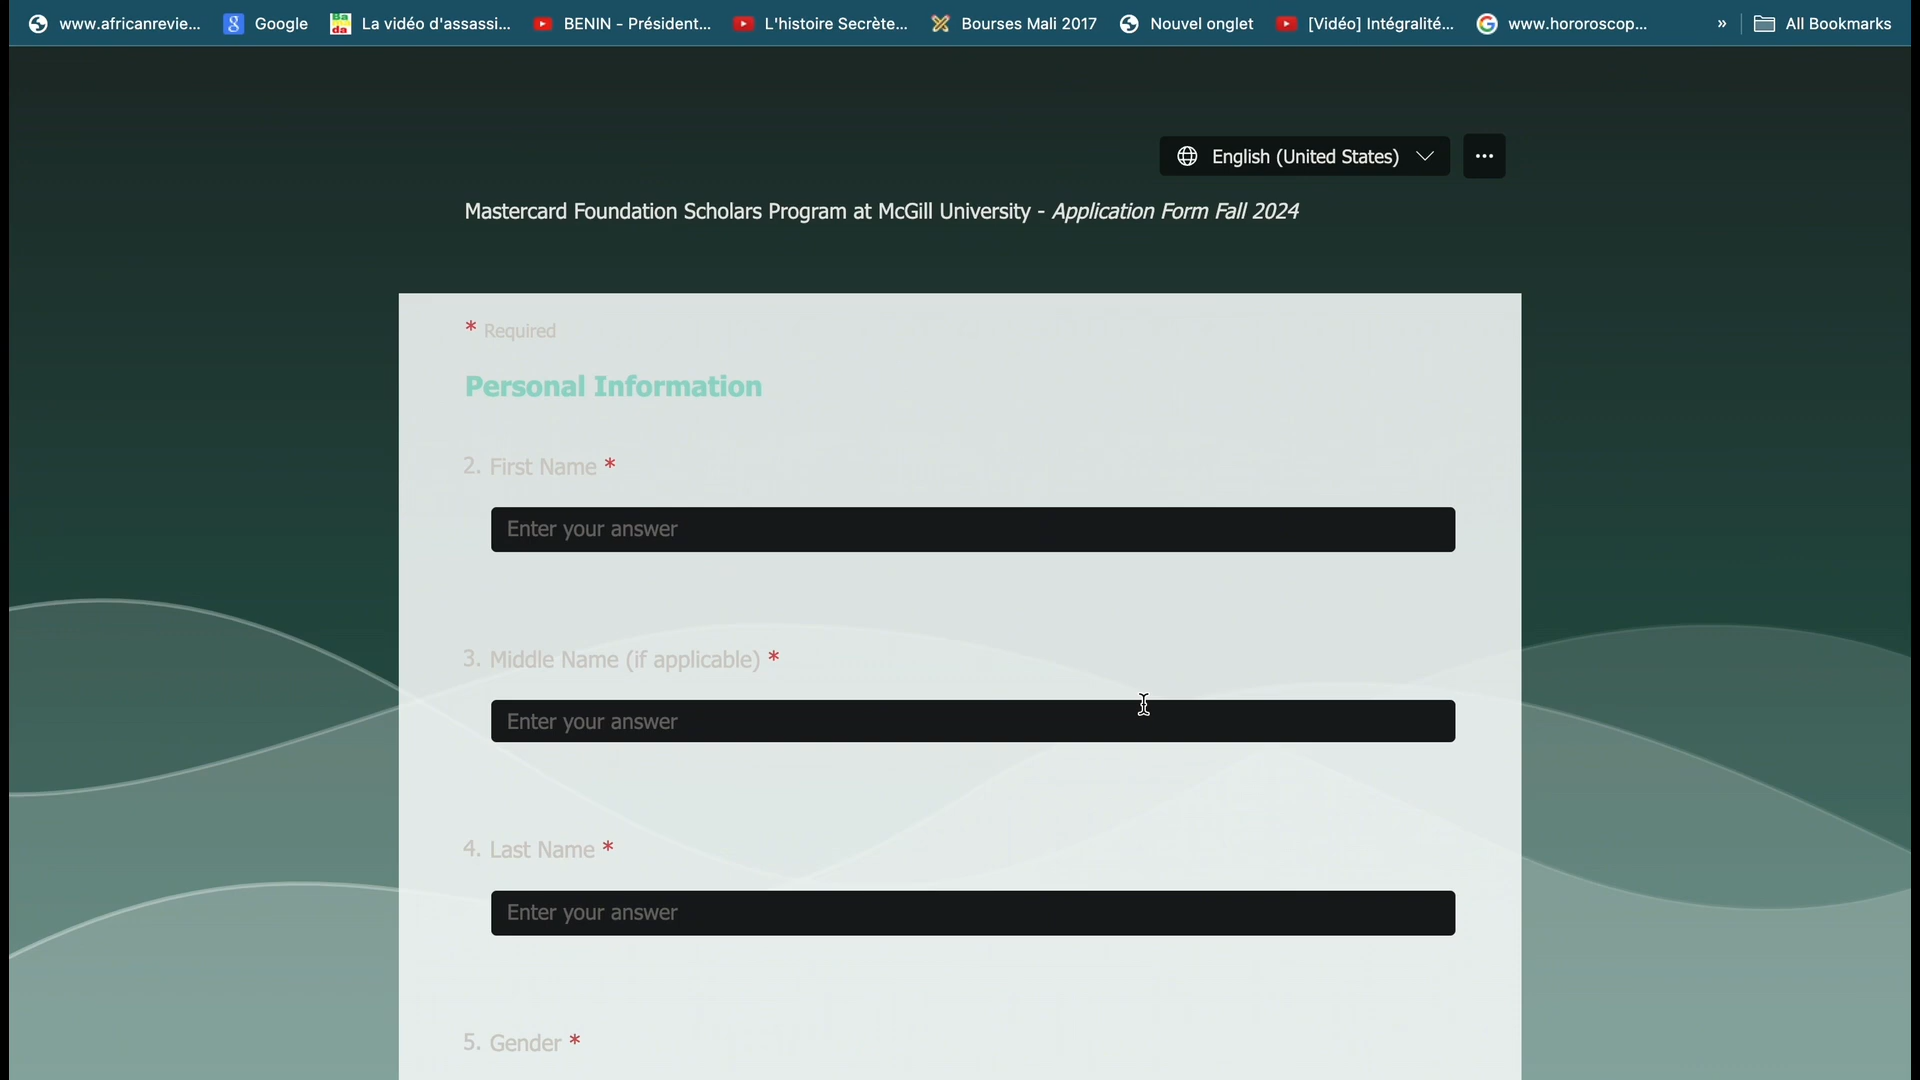 www.africanrevie... Google La vidéo d'assassi... BENIN - Président... L'histoire Secrète... Bourses Mali 2017 Nouvel onglet [Vidéo] Intégralité... www.hororoscop... » All Bookmarks
English (United States)
Mastercard Foundation Scholars Program at McGill University - Application Form Fall 2024
* Required
Personal Information
2. First Name *
Enter your answer
3. Middle Name (if applicable) *
Enter your answer
4. Last Name *
Enter your answer
5. Gender *